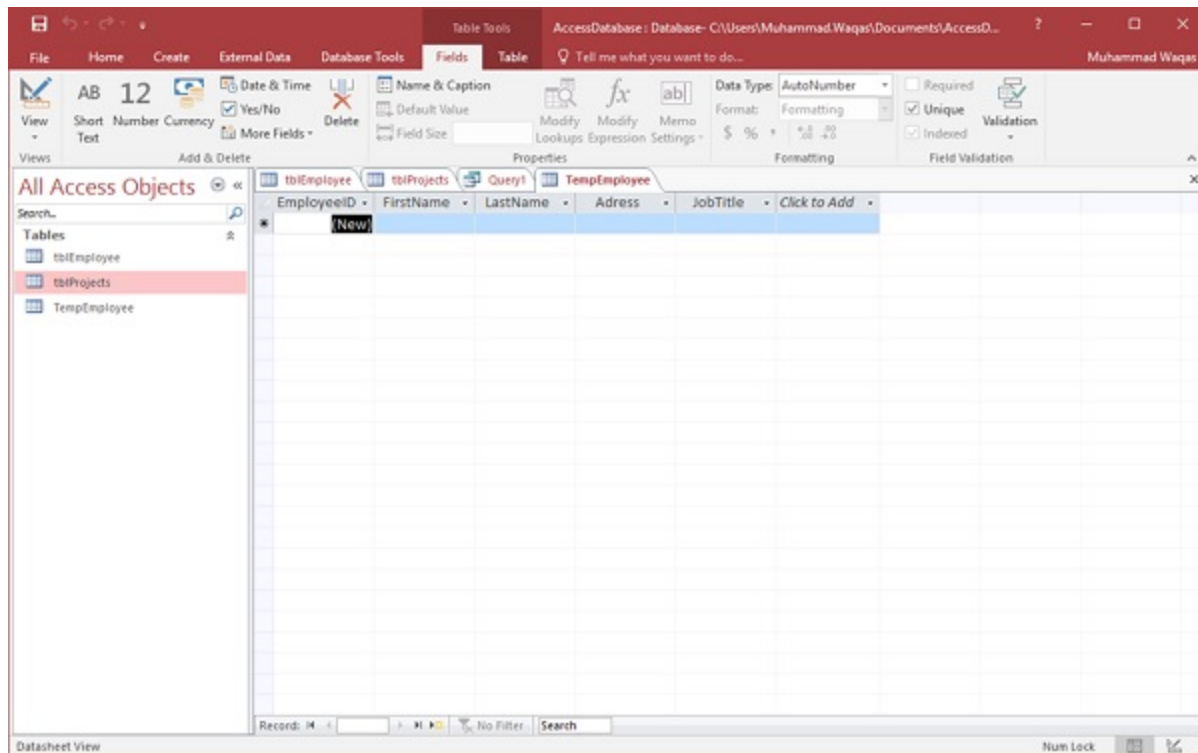 Table Tools AccessDatabase : Database- C:\Users\Muhammad.Waqas\Documents\AccessD... ?
File Home Create External Data Database Tools Fields Table Tell me what you want to do... Muhammad Waqas
View
Views
AB Short Text
12 Number
Currency
Date & Time
Yes/No
More Fields
Delete
Add & Delete
Name & Caption
Default Value
Field Size
Modify Lookups
fx Modify Expression
ab| Memo Settings
Properties
Data Type: AutoNumber
Format: Formatting
$ % ,
Formatting
Required
Unique
Indexed
Validation
Field Validation
All Access Objects «
Search...
Tables
tblEmployee
tblProjects
TempEmployee
tblEmployee tblProjects Query1 TempEmployee
EmployeeID FirstName LastName Adress JobTitle Click to Add
(New)
Record: No Filter Search
Datasheet View Num Lock